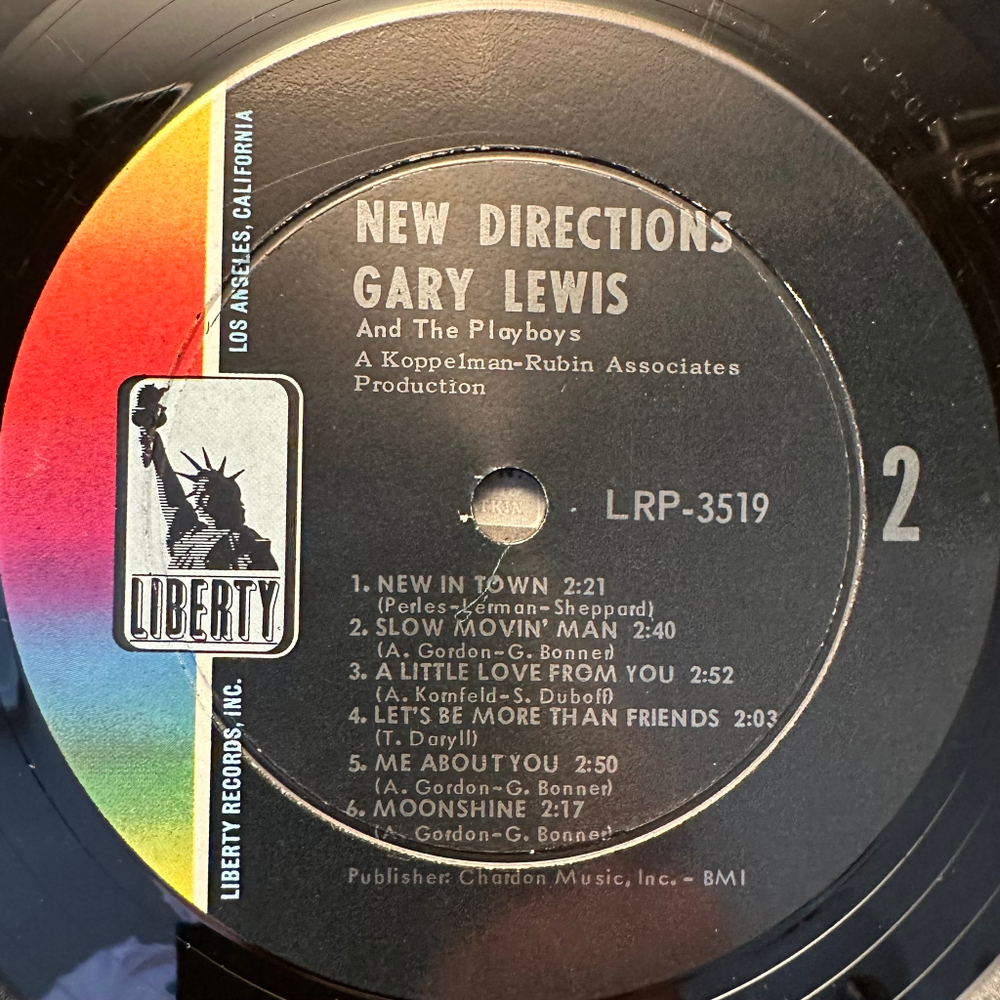 LOS ANGELES, CALIFORNIA
NEW DIRECTIONS
GARY LEWIS
And The Playboys
A Koppelman-Rubin Associates
Production
LIBERTY
LRP-3519
2
1. NEW IN TOWN 2:21
(Perles-Lerman-Sheppard)
2. SLOW MOVIN' MAN 2:40
(A. Gordon-G. Bonner)
3. A LITTLE LOVE FROM YOU 2:52
(A. Kornfeld-S. Duboff)
4. LET'S BE MORE THAN FRIENDS 2:03
(T. Daryll)
5. ME ABOUT YOU 2:50
(A. Gordon-G. Bonner)
6. MOONSHINE 2:17
(A. Gordon-G. Bonner)
Publisher: Chardon Music, Inc. - BMI
LIBERTY RECORDS, INC.